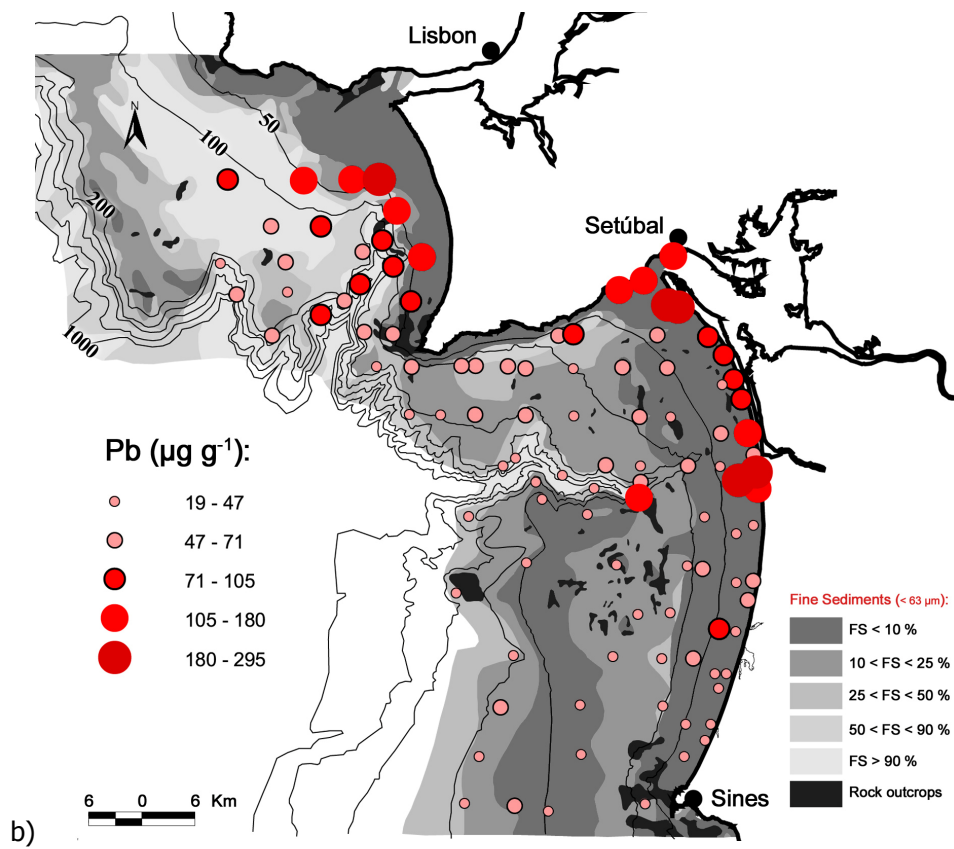 Lisbon
N
50
100
200
Setúbal
1000
Pb (µg g⁻¹):
19 - 47
47 - 71
71 - 105
105 - 180
180 - 295
Fine Sediments (< 63 µm):
FS < 10 %
10 < FS < 25%
25 < FS < 50 %
50 < FS < 90 %
FS > 90 %
Rock outcrops
6 0 6 Km
Sines
b)